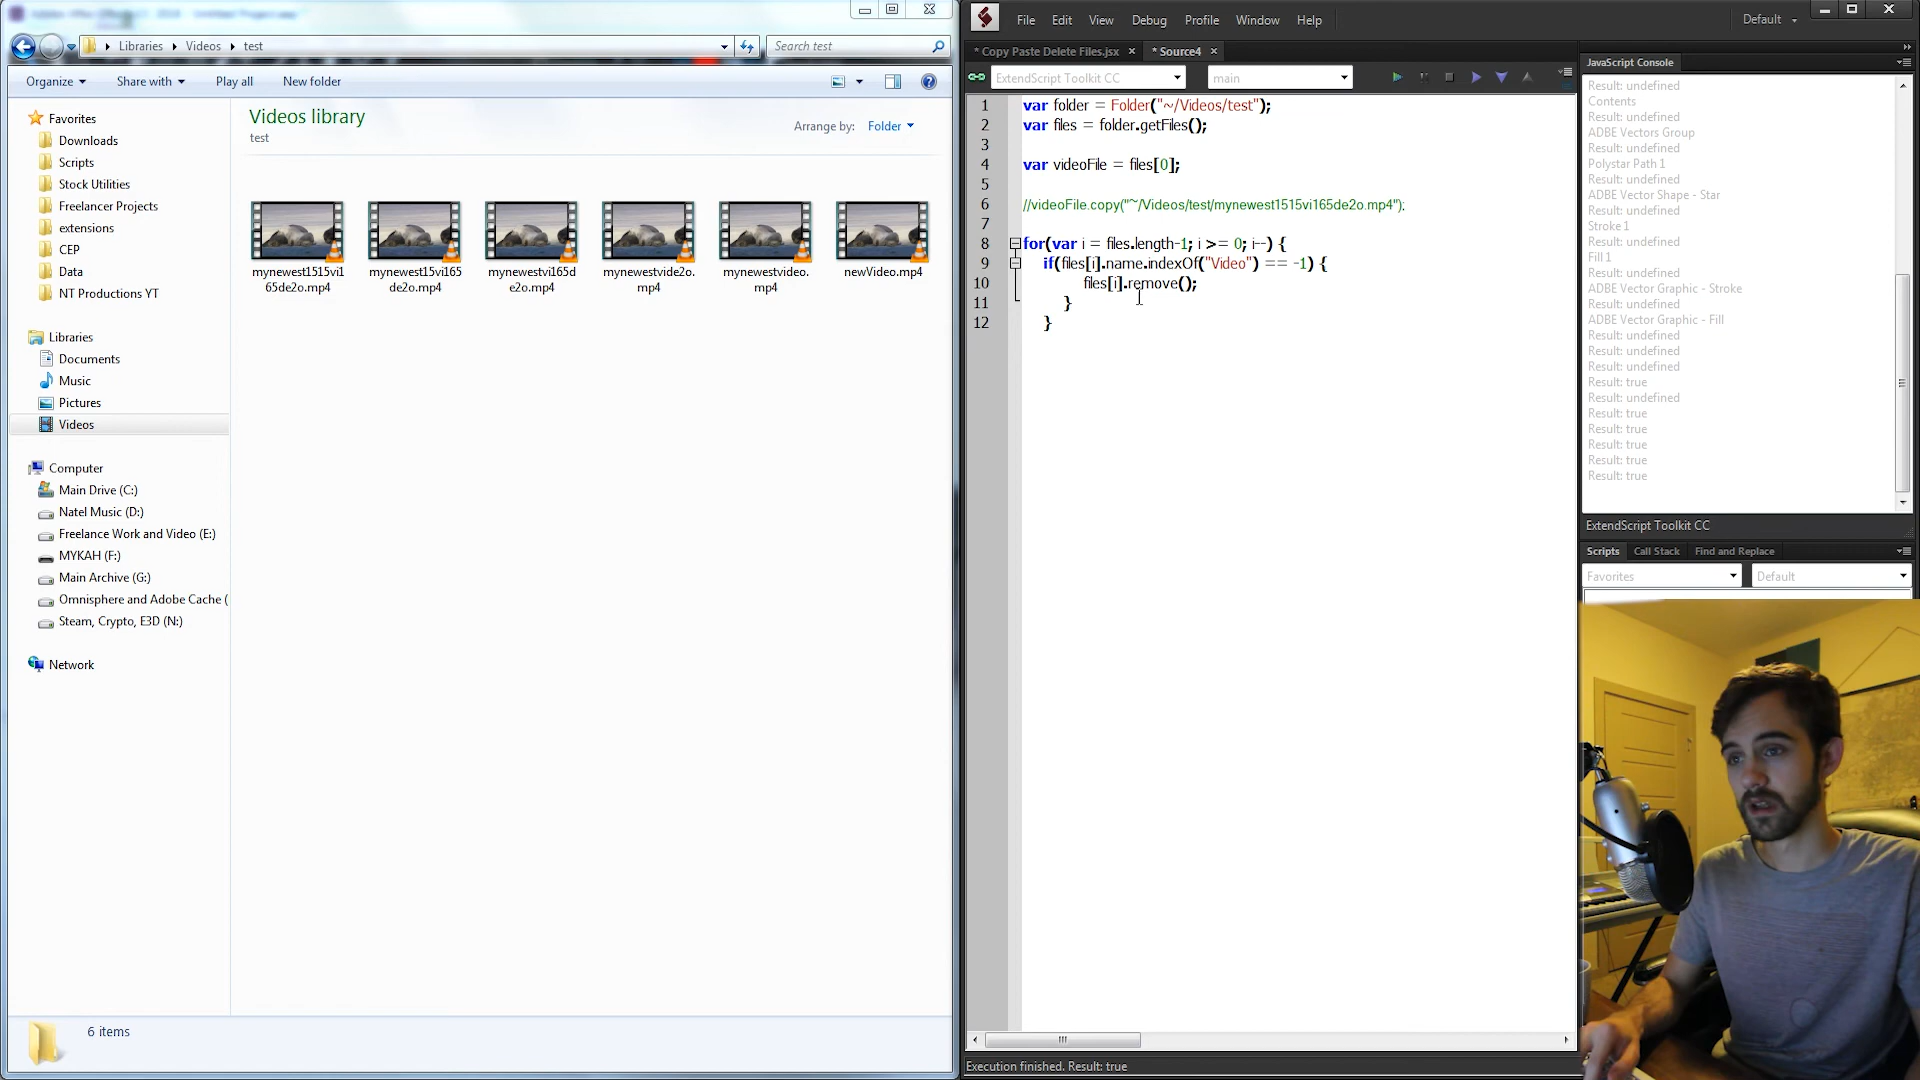 Libraries Videos test
Search test
Organize Share with Play all New folder
Favorites
Downloads
Scripts
Stock Utilities
Freelancer Projects
extensions
CEP
Data
NT Productions YT
Libraries
Documents
Music
Pictures
Videos
Computer
Main Drive (C:)
Natel Music (D:)
Freelance Work and Video (E:)
MYKAH (F:)
Main Archive (G:)
Omnisphere and Adobe Cache (
Steam, Crypto, E3D (N:)
Network
Videos library
test
Arrange by: Folder
mynewest1515vi1
65de2o.mp4
mynewest15vi165
de2o.mp4
mynewestvi165d
e2o.mp4
mynewestvide2o.
mp4
mynewestvideo.
mp4
newVideo.mp4
6 items
File Edit View Debug Profile Window Help
Default
* Copy Paste Delete Files.jsx
* Source4
ExtendScript Toolkit CC
main
1 var folder = Folder("~/Videos/test");
2 var files = folder.getFiles();
3
4 var videoFile = files[0];
5
6 //videoFile.copy("~/Videos/test/mynewest1515vi165de2o.mp4");
7
8 for(var i = files.length-1; i >= 0; i--) {
9 if(files[i].name.indexOf("Video") == -1) {
10 files[i].remove();
11 }
12 }
Execution finished. Result: true
JavaScript Console
Result: undefined
Contents
Result: undefined
ADBE Vectors Group
Result: undefined
Polystar Path 1
Result: undefined
ADBE Vector Shape - Star
Result: undefined
Stroke 1
Result: undefined
Fill 1
Result: undefined
ADBE Vector Graphic - Stroke
Result: undefined
ADBE Vector Graphic - Fill
Result: undefined
Result: undefined
Result: undefined
Result: true
Result: undefined
Result: true
Result: true
Result: true
Result: true
Result: true
ExtendScript Toolkit CC
Scripts Call Stack Find and Replace
Favorites
Default